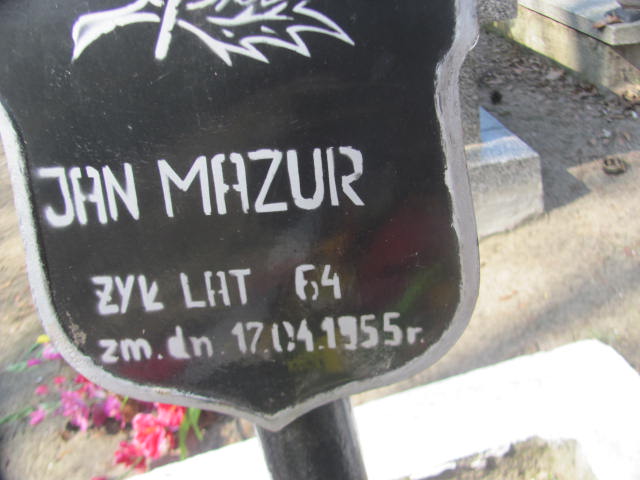 JAN MAZUR
ŻYŁ LAT 64
zm. dn. 17.04.1955 r.